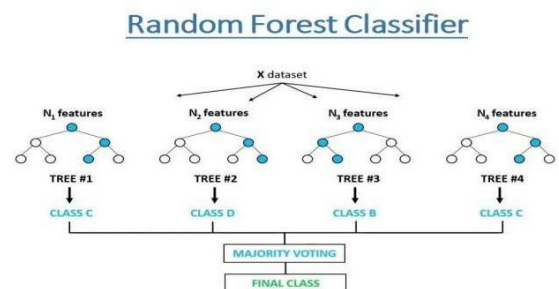 Random Forest Classifier
X dataset
N₁ features N₂ features N₃ features N₄ features
TREE #1 TREE #2 TREE #3 TREE #4
CLASS C CLASS D CLASS B CLASS C
MAJORITY VOTING
FINAL CLASS